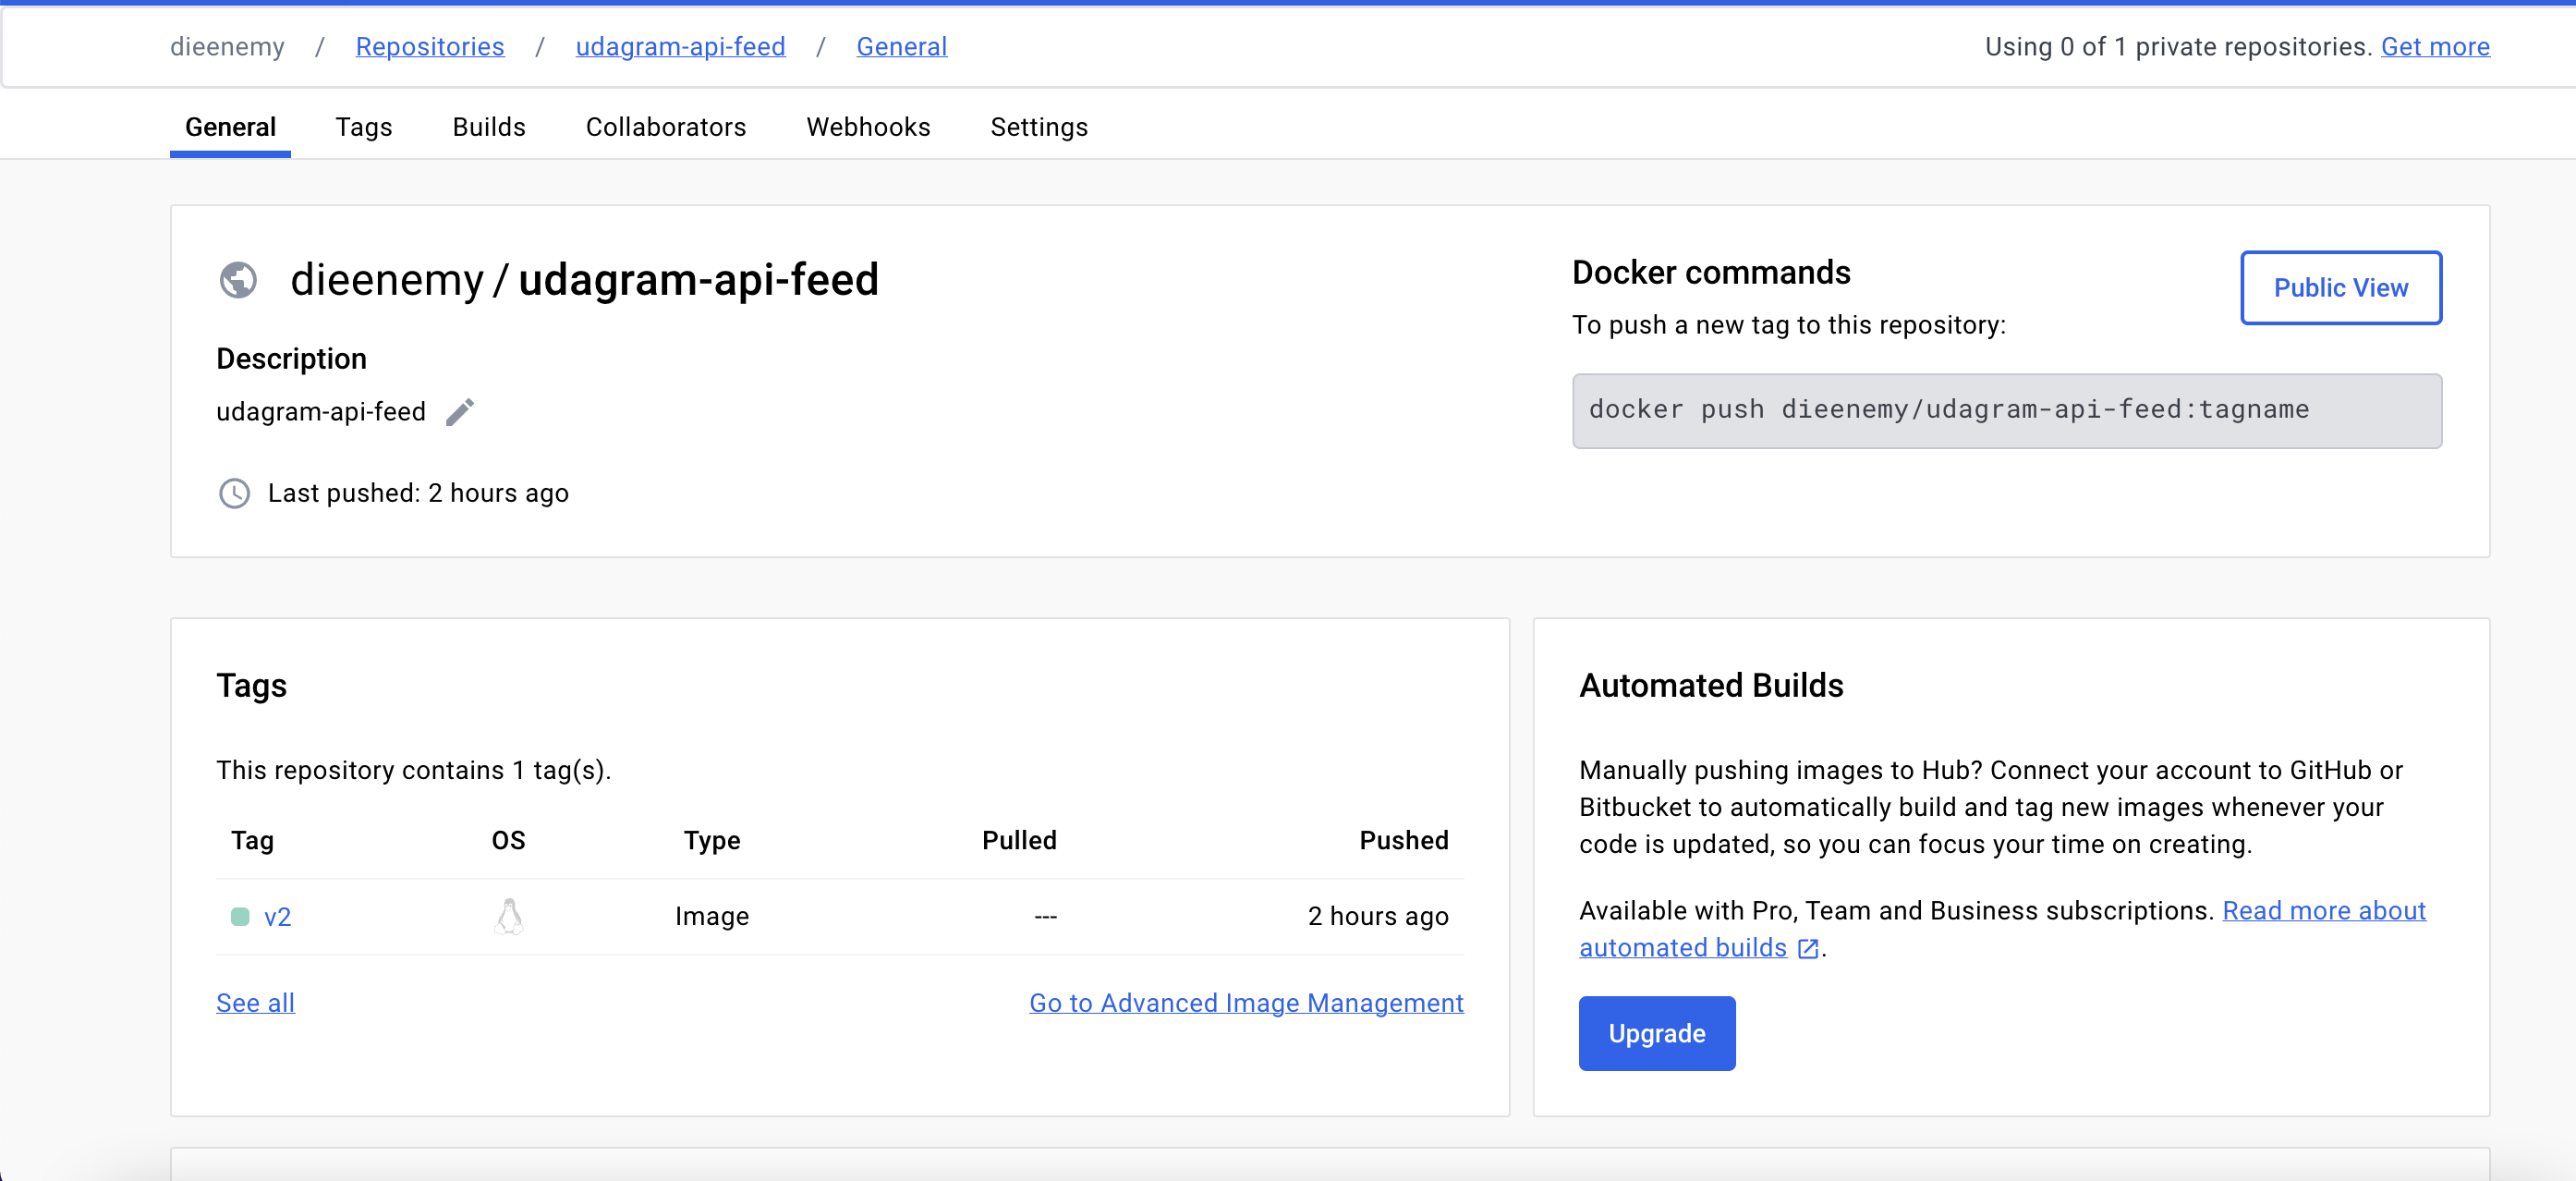 dieenemy / Repositories / udagram-api-feed / General
Using 0 of 1 private repositories. Get more
General Tags Builds Collaborators Webhooks Settings
dieenemy / udagram-api-feed
Description
udagram-api-feed
Last pushed: 2 hours ago
Docker commands
Public View
To push a new tag to this repository:
docker push dieenemy/udagram-api-feed:tagname
Tags
This repository contains 1 tag(s).
Tag OS Type Pulled Pushed
v2 Image --- 2 hours ago
See all
Go to Advanced Image Management
Automated Builds
Manually pushing images to Hub? Connect your account to GitHub or
Bitbucket to automatically build and tag new images whenever your
code is updated, so you can focus your time on creating.
Available with Pro, Team and Business subscriptions. Read more about
automated builds .
Upgrade